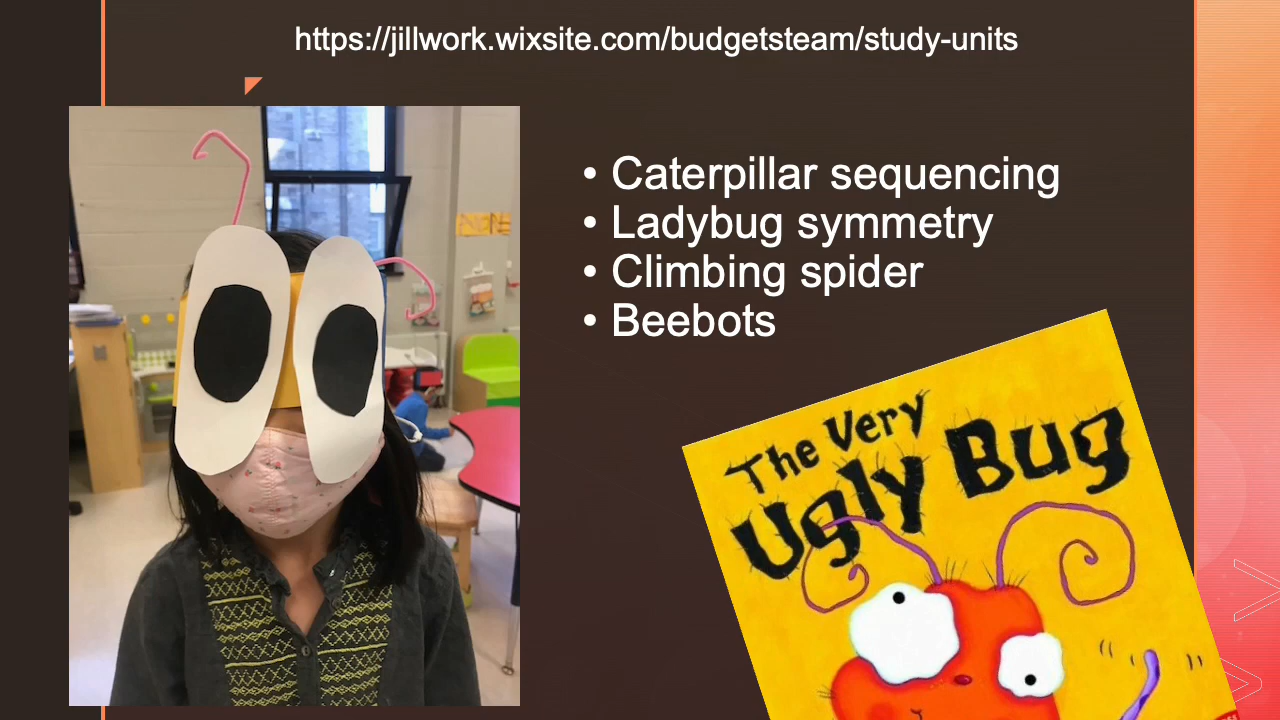 https://jillwork.wixsite.com/budgetsteam/study-units
• Caterpillar sequencing
• Ladybug symmetry
• Climbing spider
• Beebots
The Very
Ugly Bug